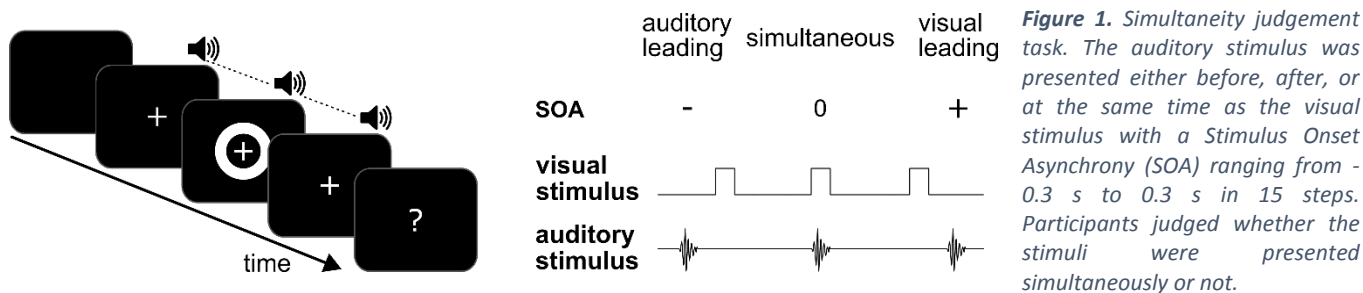 auditory leading
simultaneous
visual leading
SOA
-
0
+
visual stimulus
auditory stimulus
?
time
Figure 1. Simultaneity judgement
task. The auditory stimulus was
presented either before, after, or
at the same time as the visual
stimulus with a Stimulus Onset
Asynchrony (SOA) ranging from -
0.3 s to 0.3 s in 15 steps.
Participants judged whether the
stimuli were presented
simultaneously or not.